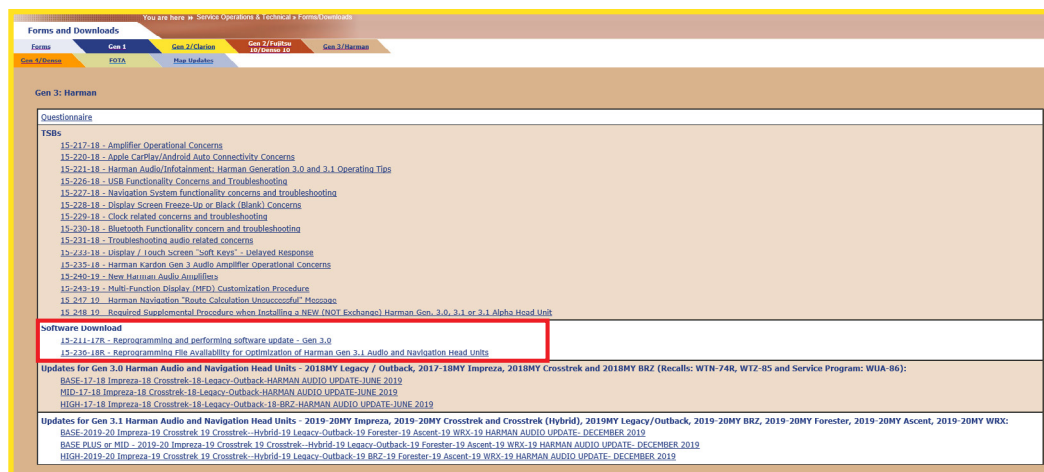 You are here » Service Operations & Technical » Forms/Downloads
Forms and Downloads
Forms
Gen 1
Gen 2/Clarion
Gen 2/Fujitsu
10/Denso 10
Gen 3/Harman
Gen 4/Denso
FOTA
Map Updates
Gen 3: Harman
Questionnaire
TSBs
15-217-18 - Amplifier Operational Concerns
15-220-18 - Apple CarPlay/Android Auto Connectivity Concerns
15-221-18 - Harman Audio/Infotainment: Harman Generation 3.0 and 3.1 Operating Tips
15-226-18 - USB Functionality Concerns and Troubleshooting
15-227-18 - Navigation System functionality concerns and troubleshooting
15-228-18 - Display Screen Freeze-Up or Black (Blank) Concerns
15-229-18 - Clock related concerns and troubleshooting
15-230-18 - Bluetooth Functionality concern and troubleshooting
15-231-18 - Troubleshooting audio related concerns
15-233-18 - Display / Touch Screen "Soft Keys" - Delayed Response
15-235-18 - Harman Kardon Gen 3 Audio Amplifier Operational Concerns
15-240-19 - New Harman Audio Amplifiers
15-243-19 - Multi-Function Display (MFD) Customization Procedure
15-247-19 - Harman Navigation "Route Calculation Unsuccessful" Message
15-248-19 - Required Supplemental Procedure when Installing a NEW (NOT Exchange) Harman Gen. 3.0, 3.1 or 3.1 Alpha Head Unit
Software Download
15-211-17R - Reprogramming and performing software update - Gen 3.0
15-236-18R - Reprogramming File Availability for Optimization of Harman Gen 3.1 Audio and Navigation Head Units
Updates for Gen 3.0 Harman Audio and Navigation Head Units - 2018MY Legacy / Outback, 2017-18MY Impreza, 2018MY Crosstrek and 2018MY BRZ (Recalls: WTN-74R, WTZ-85 and Service Program: WUA-86):
BASE-17-18 Impreza-18 Crosstrek-18-Legacy-Outback-HARMAN AUDIO UPDATE-JUNE 2019
MID-17-18 Impreza-18 Crosstrek-18-Legacy-Outback-HARMAN AUDIO UPDATE-JUNE 2019
HIGH-17-18 Impreza-18 Crosstrek-18-Legacy-Outback-18-BRZ-HARMAN AUDIO UPDATE-JUNE 2019
Updates for Gen 3.1 Harman Audio and Navigation Head Units - 2019-20MY Impreza, 2019-20MY Crosstrek and Crosstrek (Hybrid), 2019MY Legacy/Outback, 2019-20MY BRZ, 2019-20MY Forester, 2019-20MY Ascent, 2019-20MY WRX:
BASE-2019-20 Impreza-19 Crosstrek 19 Crosstrek--Hybrid-19 Legacy-Outback-19 Forester-19 Ascent-19 WRX-19 HARMAN AUDIO UPDATE- DECEMBER 2019
BASE PLUS or MID - 2019-20 Impreza-19 Crosstrek 19 Crosstrek--Hybrid-19 Legacy-Outback-19 Forester-19 Ascent-19 WRX-19 HARMAN AUDIO UPDATE- DECEMBER 2019
HIGH-2019-20 Impreza-19 Crosstrek 19 Crosstrek--Hybrid-19 Legacy-Outback-19 BRZ-19 Forester-19 Ascent-19 WRX-19 HARMAN AUDIO UPDATE- DECEMBER 2019